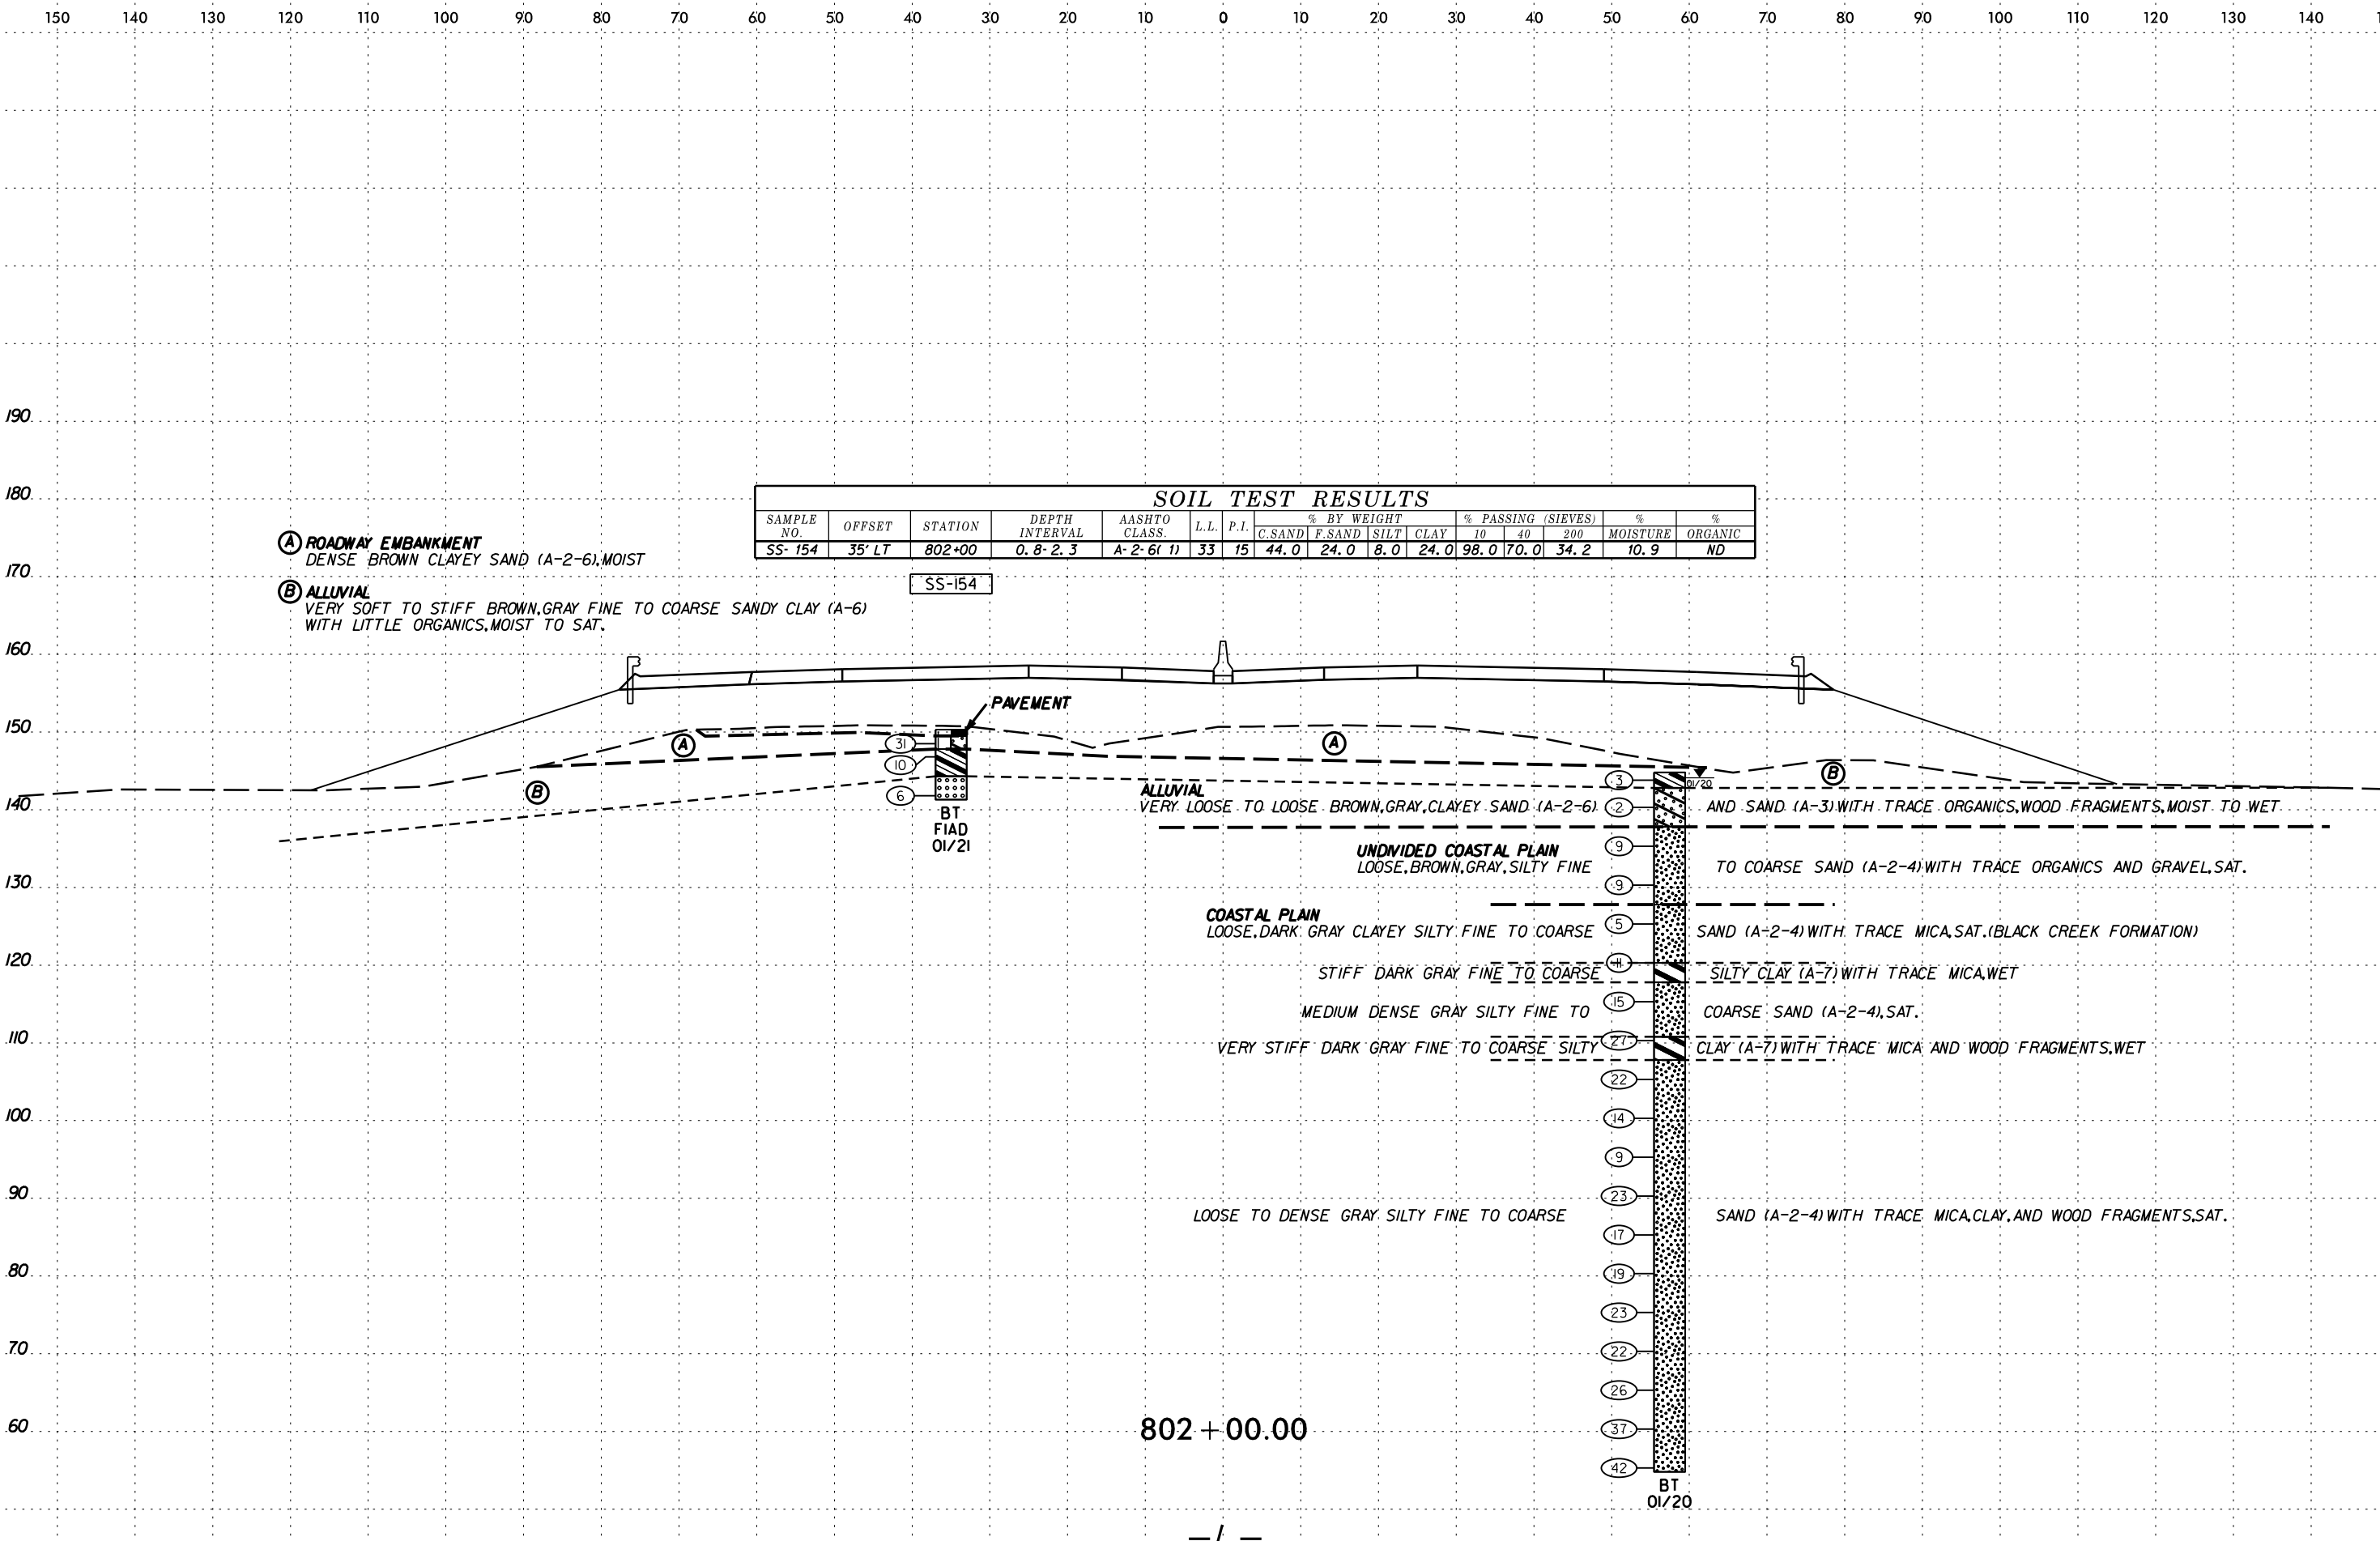 150 140 130 120 110 100 90 80 70 60 50 40 30 20 10 0 10 20 30 40 50 60 70 80 90 100 110 120 130 140
190
180
SOIL TEST RESULTS
SAMPLE NO. OFFSET STATION DEPTH INTERVAL AASHTO CLASS. L.L. P.I. % BY WEIGHT % PASSING (SIEVES) % MOISTURE % ORGANIC
C.SAND F.SAND SILT CLAY 10 40 200
SS-154 35' LT 802+00 0.8-2.3 A-2-6(1) 33 15 44.0 24.0 8.0 24.0 98.0 70.0 34.2 10.9 ND
A ROADWAY EMBANKMENT
DENSE BROWN CLAYEY SAND (A-2-6),MOIST
170
SS-154
B ALLUVIAL
VERY SOFT TO STIFF BROWN,GRAY FINE TO COARSE SANDY CLAY (A-6)
WITH LITTLE ORGANICS,MOIST TO SAT.
160
PAVEMENT
150
A 31 A
10 B
3 01/20
B 6
140
BT
FIAD
01/21
ALLUVIAL
VERY LOOSE TO LOOSE BROWN,GRAY,CLAYEY SAND (A-2-6) 2 AND SAND (A-3) WITH TRACE ORGANICS,WOOD FRAGMENTS,MOIST TO WET
9
UNDIVIDED COASTAL PLAIN
LOOSE,BROWN,GRAY,SILTY FINE TO COARSE SAND (A-2-4) WITH TRACE ORGANICS AND GRAVEL,SAT.
130
9
COASTAL PLAIN
5
LOOSE,DARK GRAY CLAYEY SILTY FINE TO COARSE SAND (A-2-4) WITH TRACE MICA,SAT.(BLACK CREEK FORMATION)
120
11
STIFF DARK GRAY FINE TO COARSE SILTY CLAY (A-7) WITH TRACE MICA,WET
15
MEDIUM DENSE GRAY SILTY FINE TO COARSE SAND (A-2-4),SAT.
110
27
VERY STIFF DARK GRAY FINE TO COARSE SILTY CLAY (A-7) WITH TRACE MICA AND WOOD FRAGMENTS,WET
22
100
14
9
90
23
LOOSE TO DENSE GRAY SILTY FINE TO COARSE SAND (A-2-4) WITH TRACE MICA,CLAY,AND WOOD FRAGMENTS,SAT.
17
80
19
23
70
22
26
60
802+00.00
37
42
BT
01/20